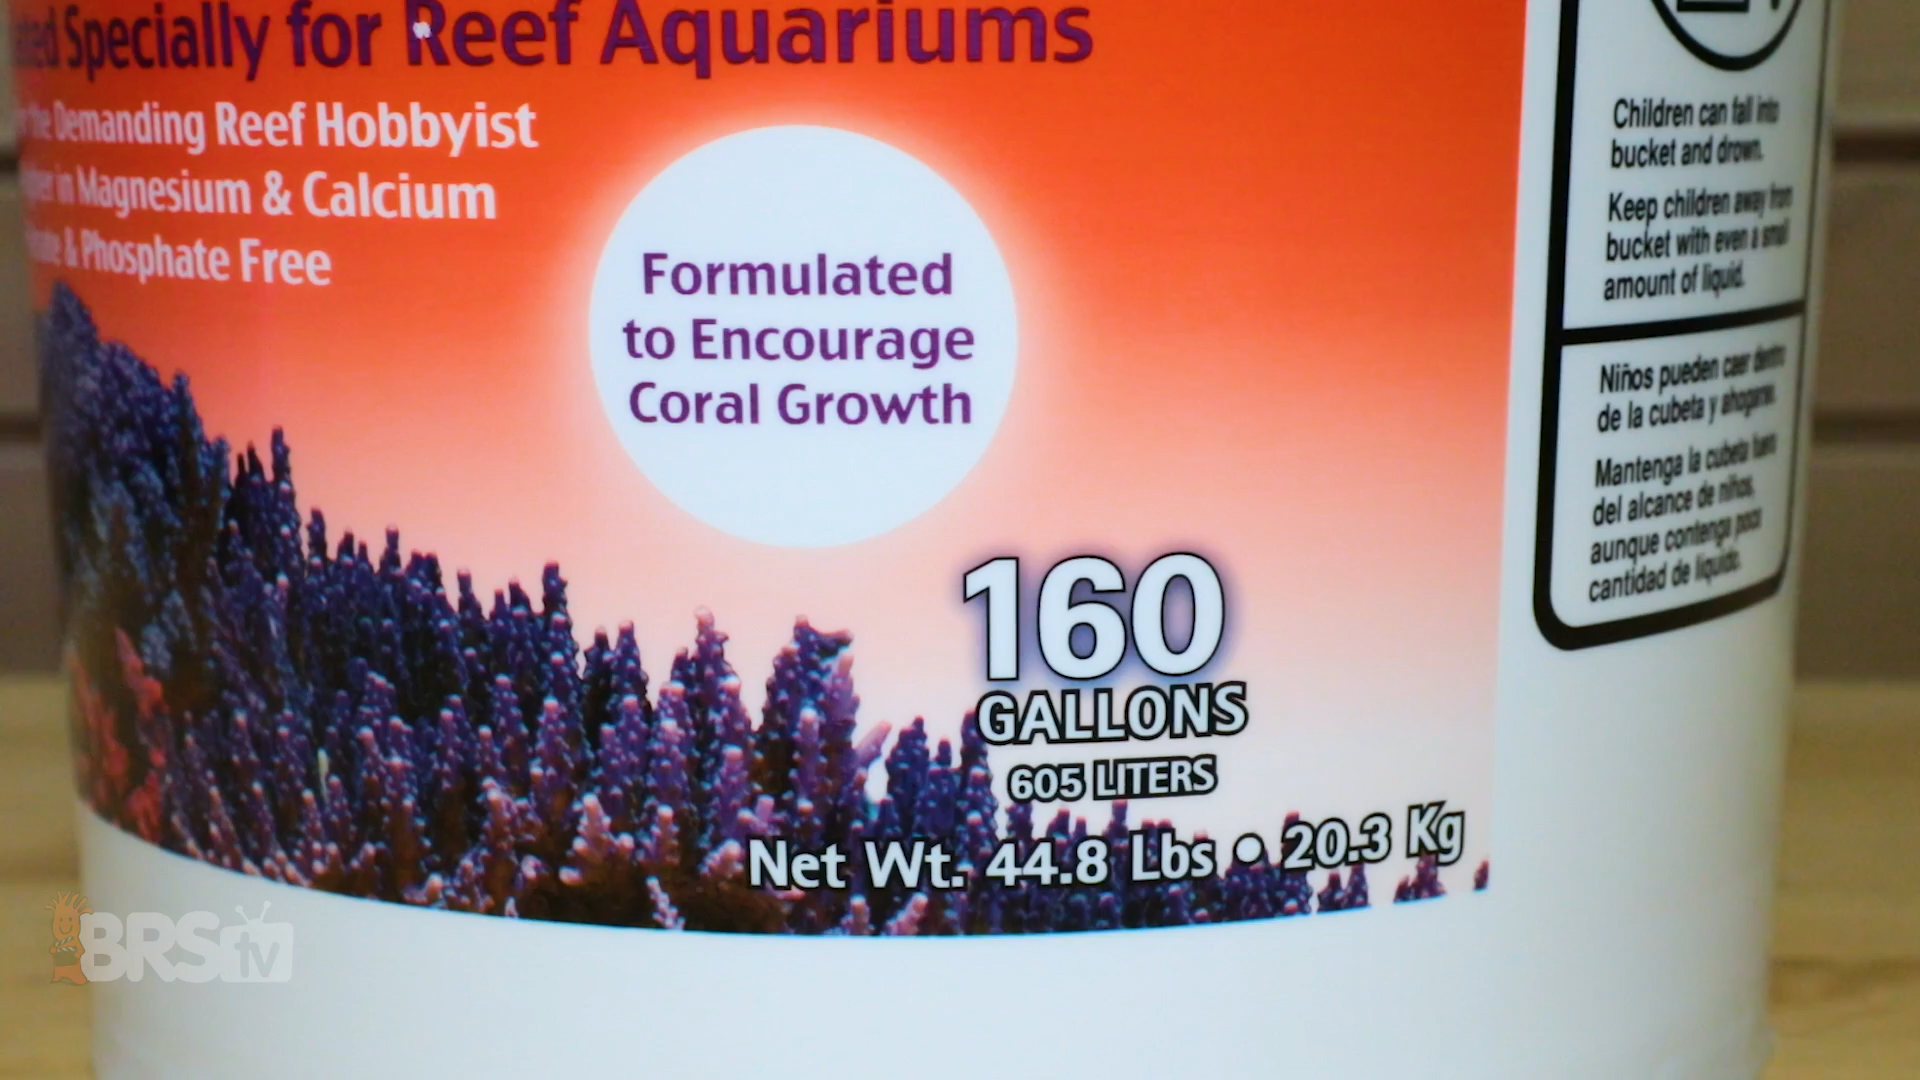 Specially for Reef Aquariums
the Demanding Reef Hobbyist
in Magnesium & Calcium
& Phosphate Free
Formulated
to Encourage
Coral Growth
160
GALLONS
605 LITERS
Net Wt. 44.8 Lbs • 20.3 Kg
Children can fall into
bucket and drown.
Keep children away from
bucket with even a small
amount of liquid.
Niños pueden caer dentro
de la cubeta y ahogarse.
Mantenga la cubeta fuera
del alcance de niños,
aunque contenga poca
cantidad de liquido.
BRStv